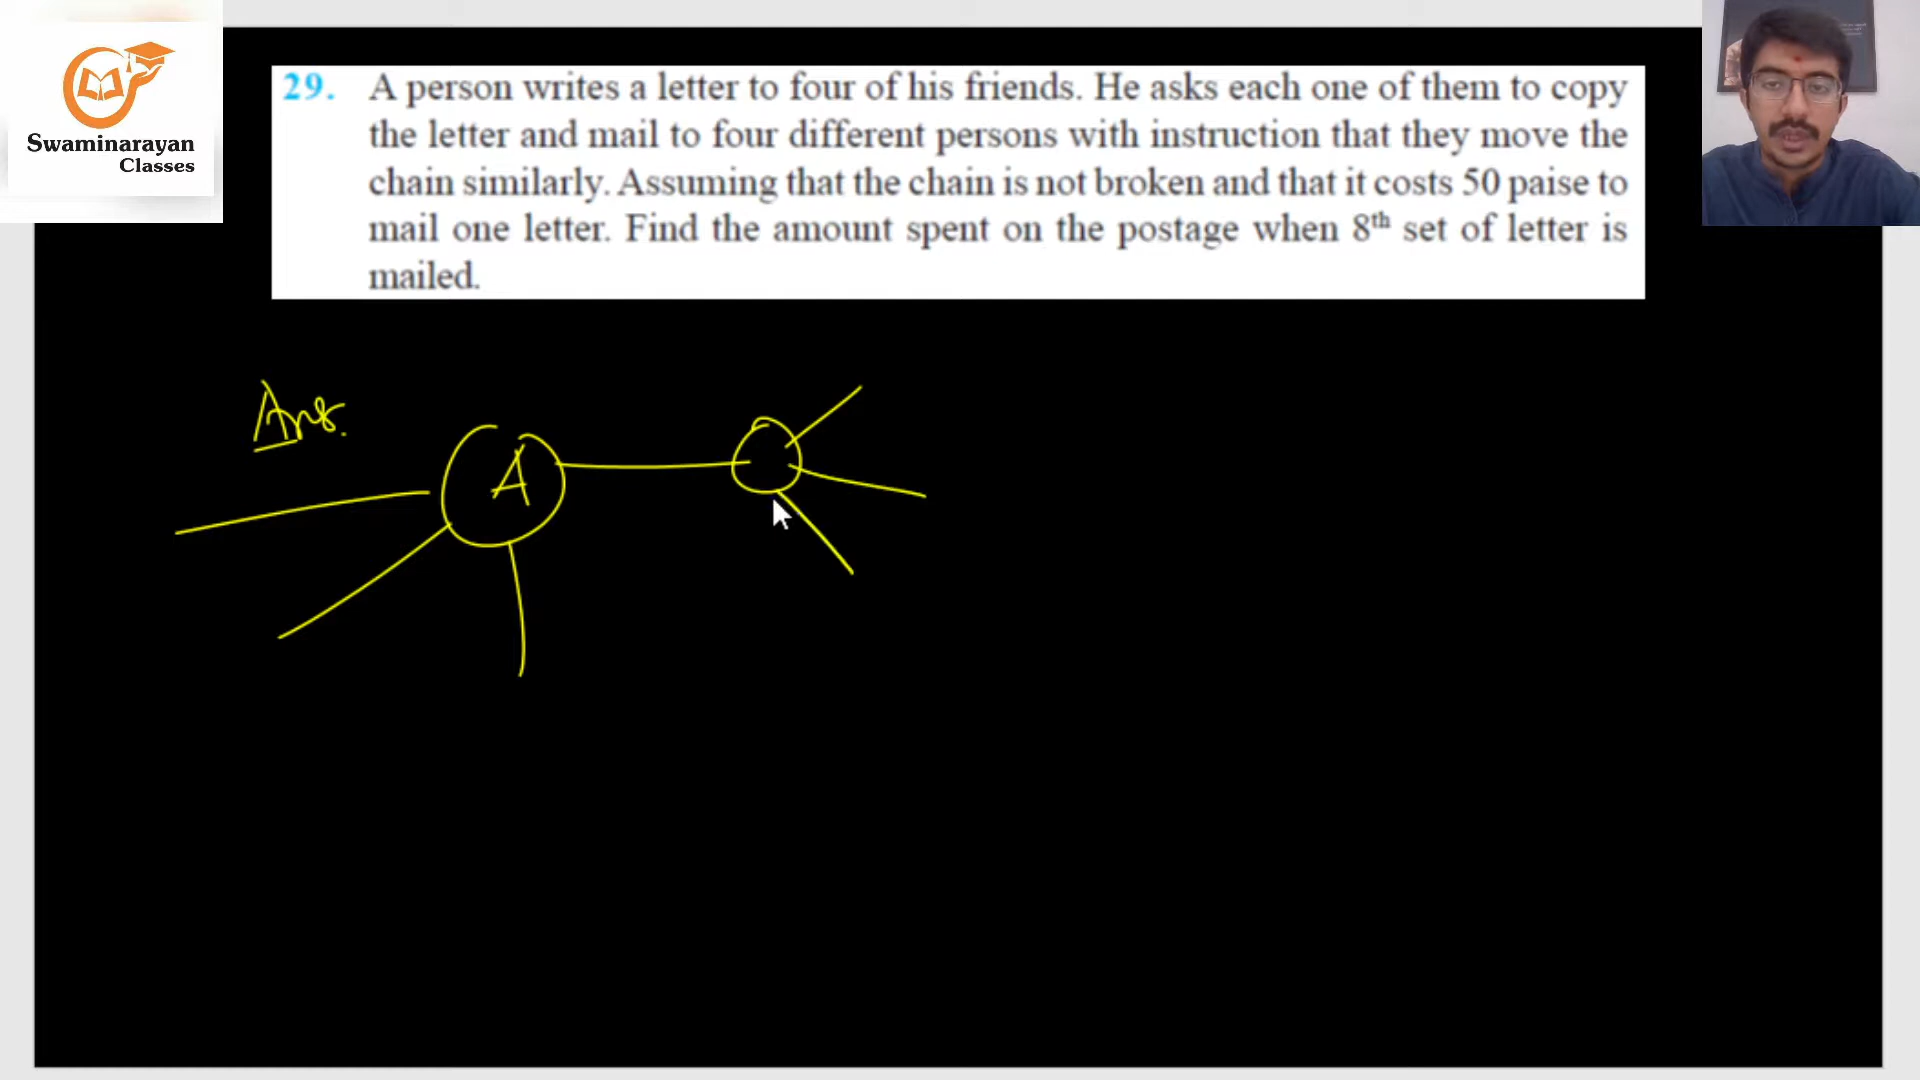 Swaminarayan
Classes
29. A person writes a letter to four of his friends. He asks each one of them to copy
the letter and mail to four different persons with instruction that they move the
chain similarly. Assuming that the chain is not broken and that it costs 50 paise to
mail one letter. Find the amount spent on the postage when 8th set of letter is
mailed.
Ans.
A